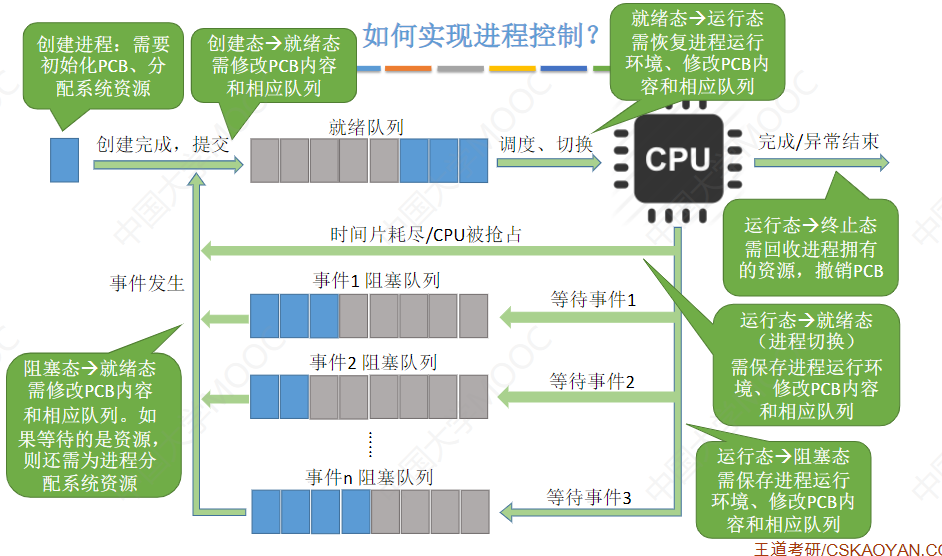 如何实现进程控制？
创建进程：需要
初始化PCB、分
配系统资源
创建态→就绪态
需修改PCB内容
和相应队列
就绪态→运行态
需恢复进程运行
环境、修改PCB内
容和相应队列
创建完成，提交
就绪队列
调度、切换
CPU
完成/异常结束
运行态→终止态
需回收进程拥有
的资源，撤销PCB
时间片耗尽/CPU被抢占
事件发生
事件1 阻塞队列
等待事件1
运行态→就绪态
（进程切换）
需保存进程运行环
境、修改PCB内容
和相应队列
事件2 阻塞队列
等待事件2
阻塞态→就绪态
需修改PCB内容
和相应队列。如
果等待的是资源，
则还需为进程分
配系统资源
......
事件n 阻塞队列
等待事件3
运行态→阻塞态
需保存进程运行
环境、修改PCB内
容和相应队列
王道考研/CSKAOYAN.CO
中国大学MOOC